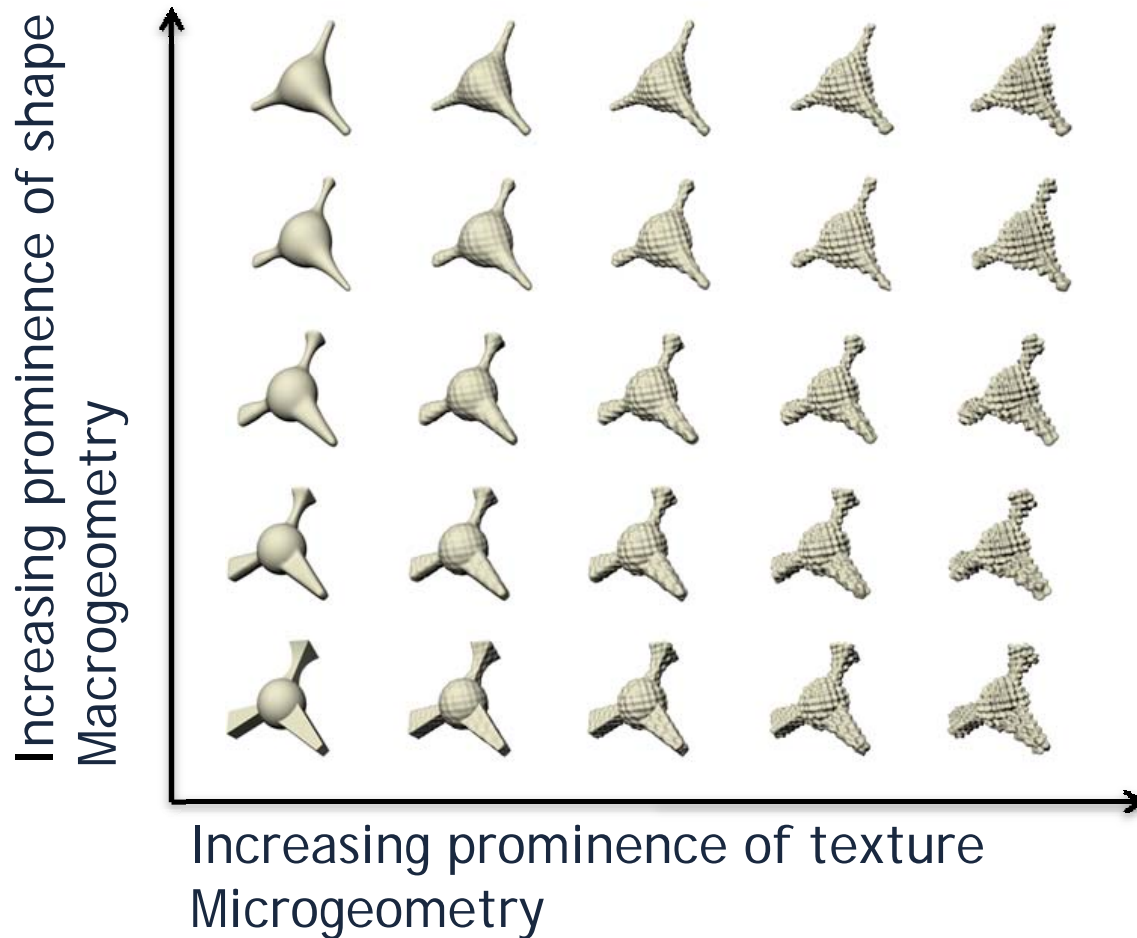 Increasing prominence of shape
Macrogeometry
Increasing prominence of texture
Microgeometry